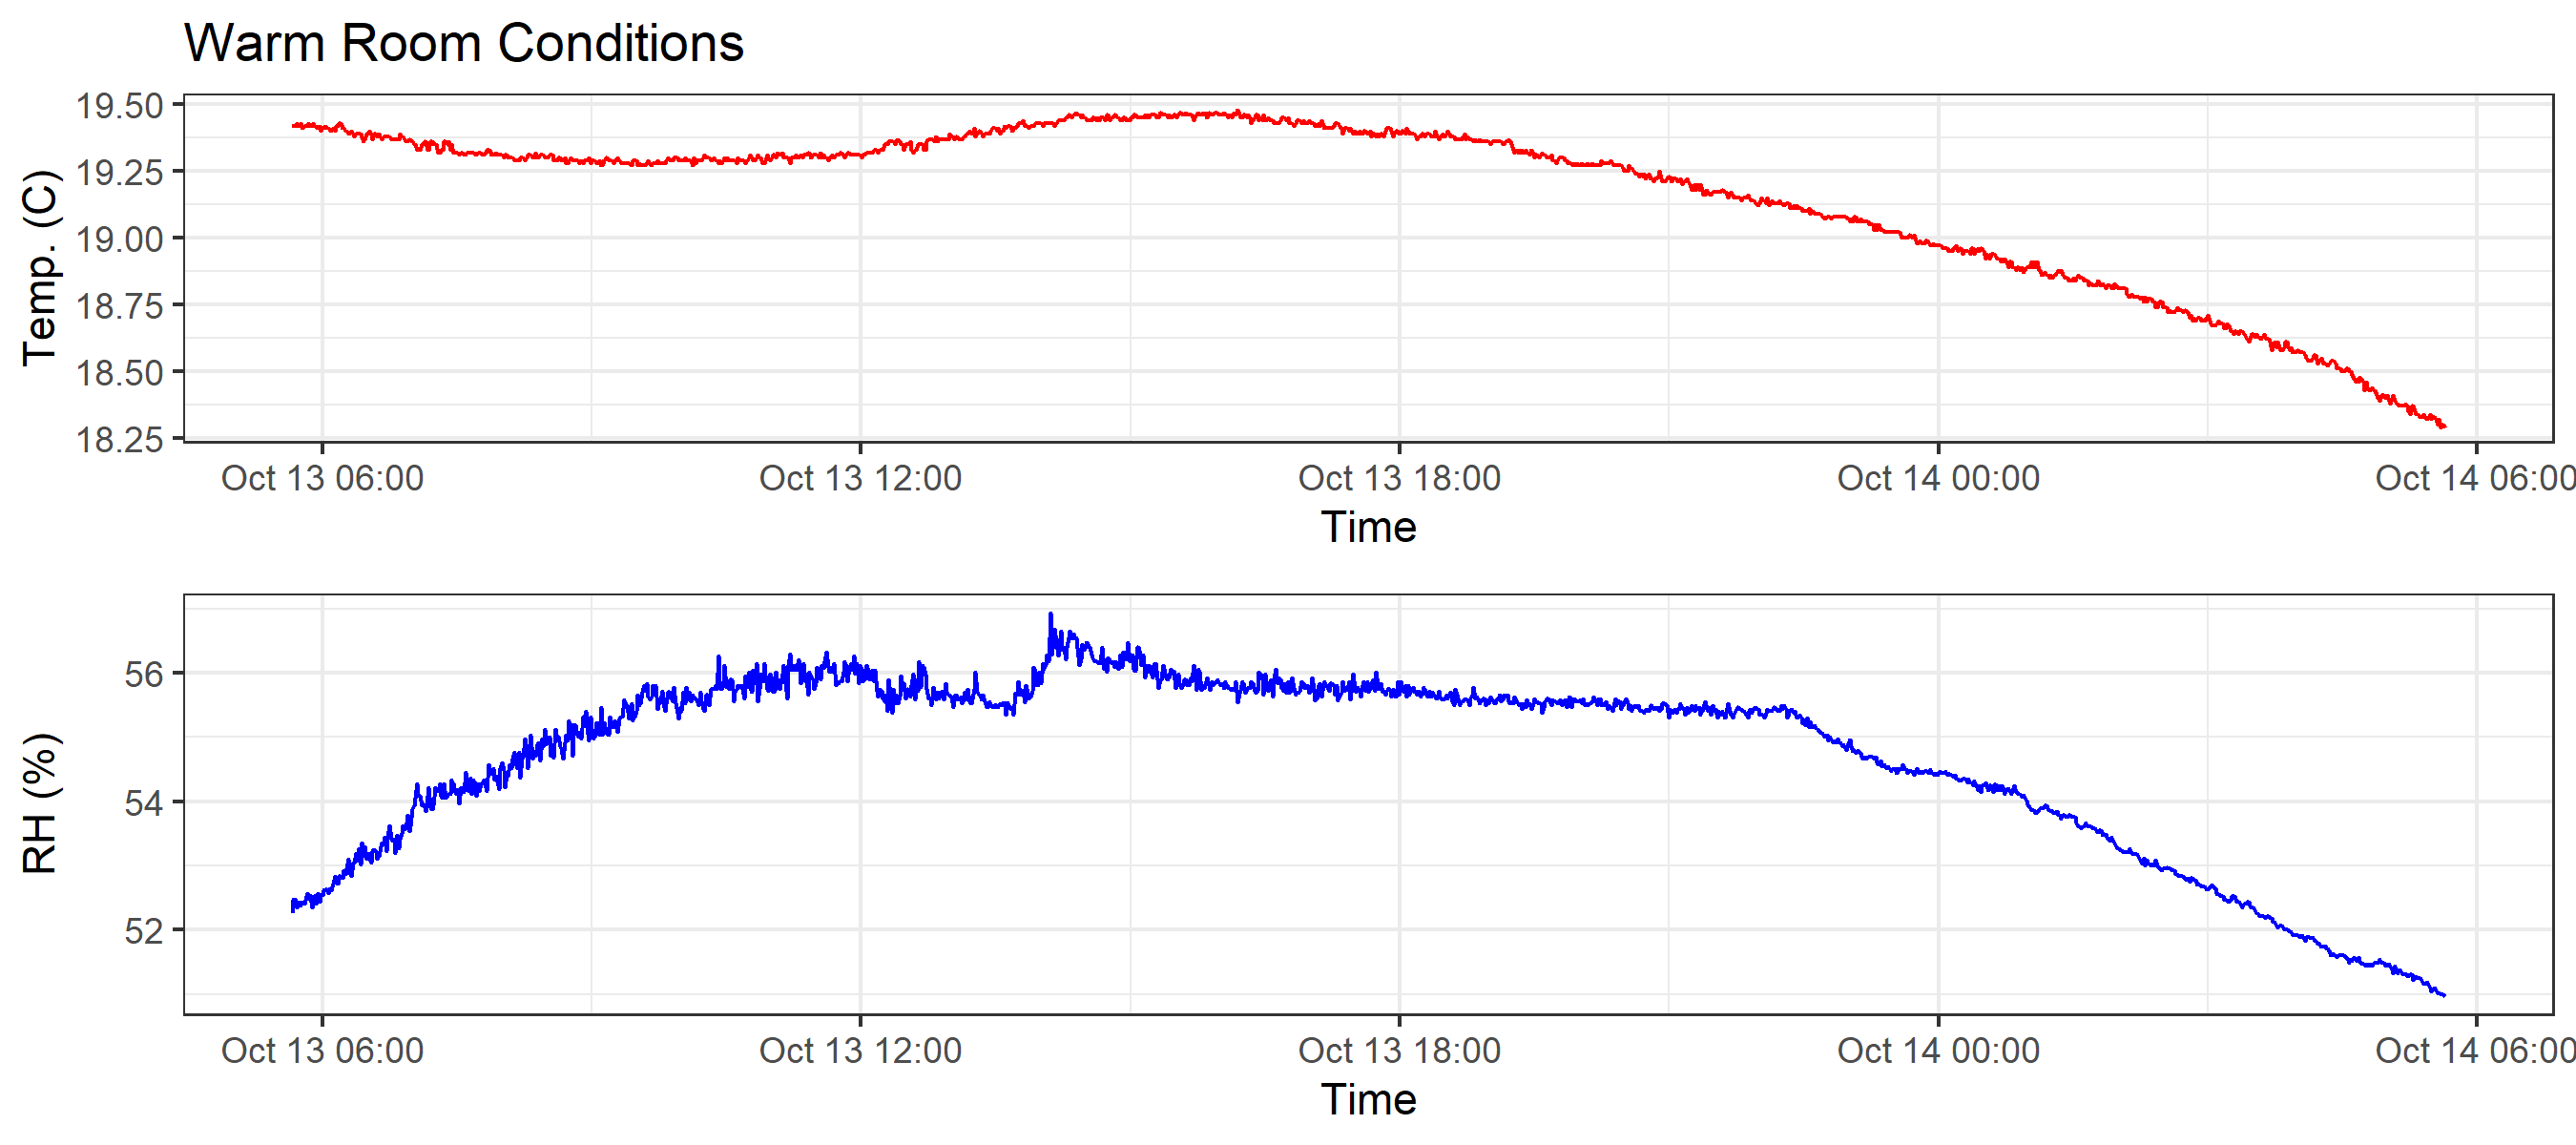 Warm Room Conditions
Temp. (C)
19.50
19.25
19.00
18.75
18.50
18.25
Oct 13 06:00 Oct 13 12:00 Oct 13 18:00 Oct 14 00:00 Oct 14 06:00
Time
RH (%)
56
54
52
Oct 13 06:00 Oct 13 12:00 Oct 13 18:00 Oct 14 00:00 Oct 14 06:00
Time